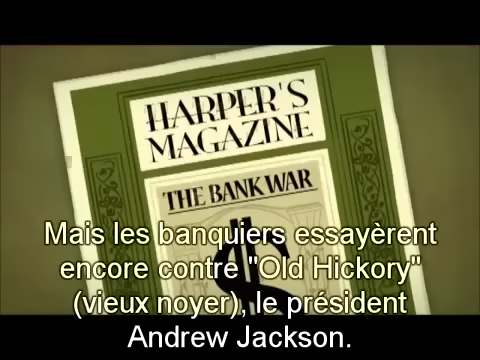 HARPER'S
MAGAZINE
THE BANK WAR
$
Mais les banquiers essayèrent
encore contre "Old Hickory"
(vieux noyer), le président
Andrew Jackson.